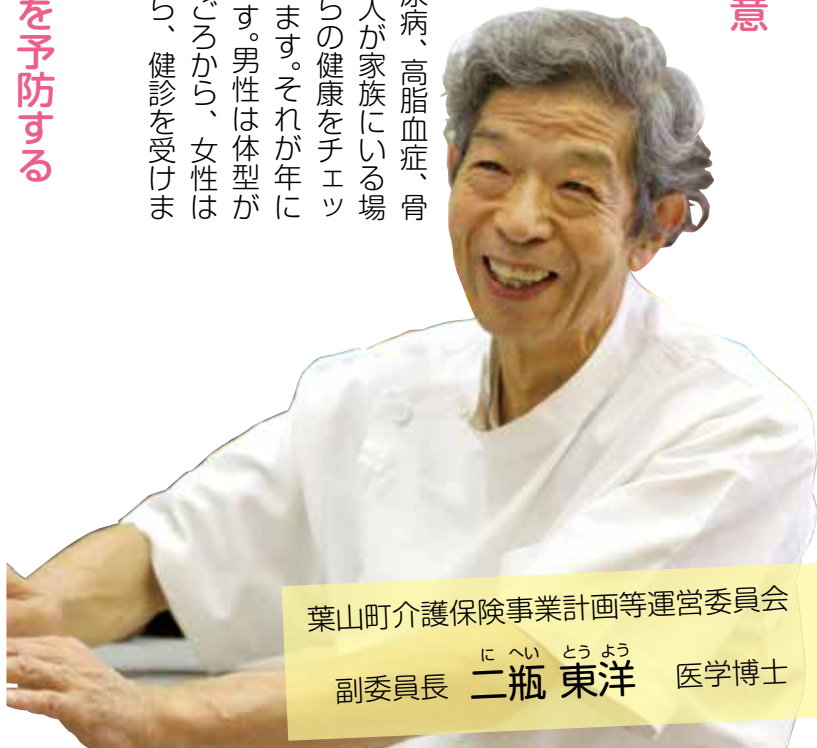 意
尿病、高脂血症、骨
人が家族にいる場
らの健康をチェッ
ます。それが年に
す。男性は体型が
ごろから、女性は
ら、健診を受けま
を予防する
葉山町介護保険事業計画等運営委員会
に へい とう よう
副委員長 二瓶 東洋 医学博士